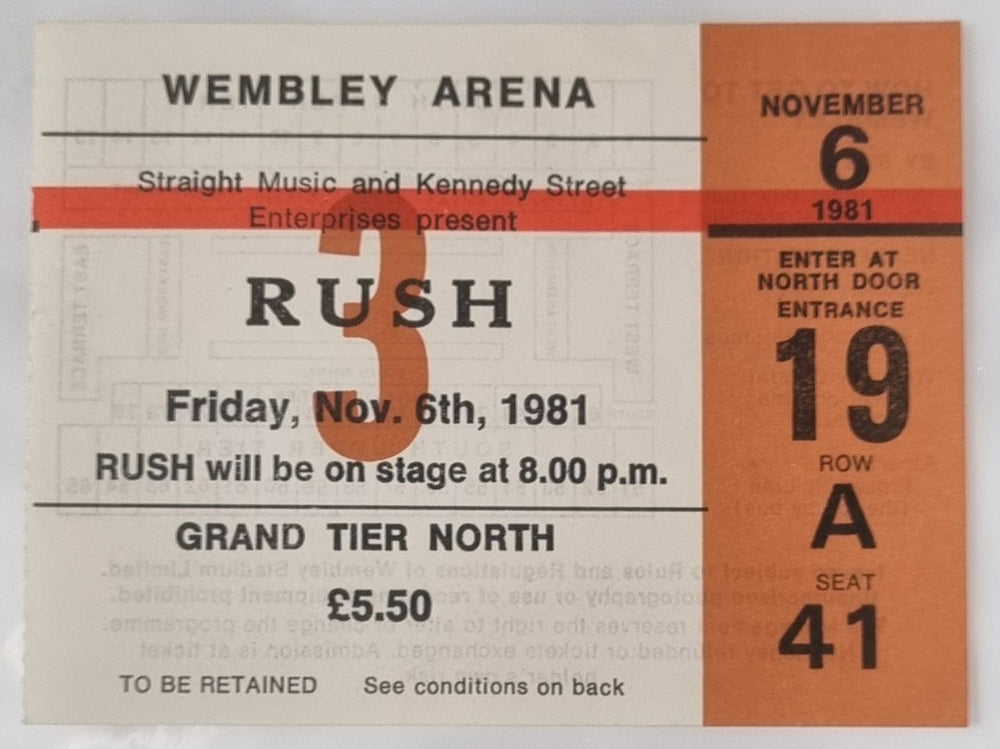 WEMBLEY ARENA
Straight Music and Kennedy Street
Enterprises present
3
RUSH
Friday, Nov. 6th, 1981
RUSH will be on stage at 8.00 p.m.
GRAND TIER NORTH
£5.50
TO BE RETAINED See conditions on back
NOVEMBER
6
1981
ENTER AT
NORTH DOOR
ENTRANCE
19
ROW
A
SEAT
41